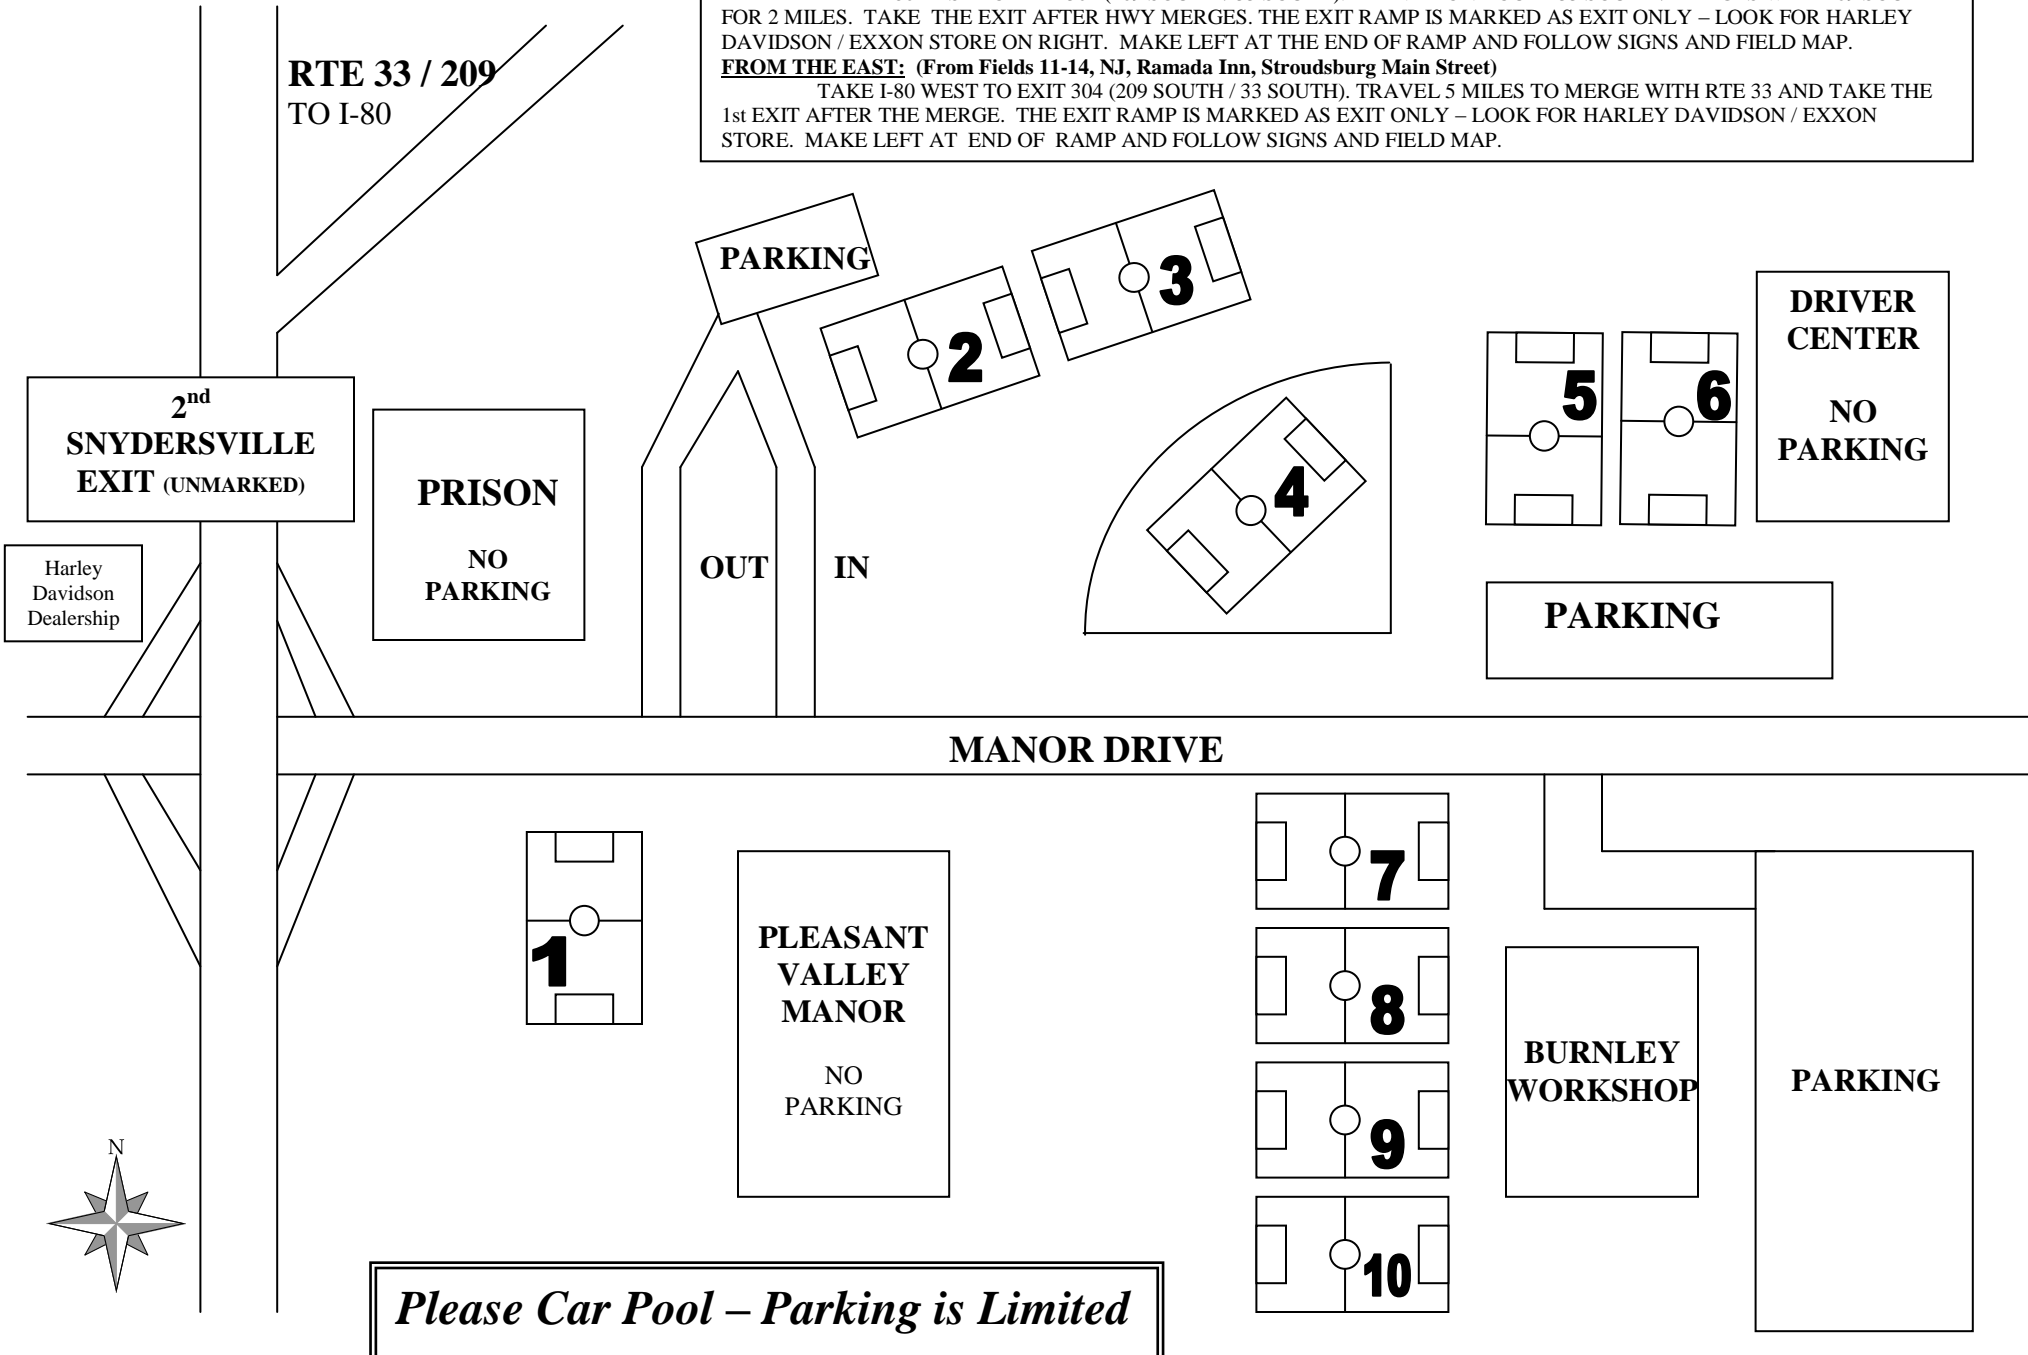 FOR 2 MILES. TAKE THE EXIT AFTER HWY MERGES. THE EXIT RAMP IS MARKED AS EXIT ONLY – LOOK FOR HARLEY
DAVIDSON / EXXON STORE ON RIGHT. MAKE LEFT AT THE END OF RAMP AND FOLLOW SIGNS AND FIELD MAP.
FROM THE EAST: (From Fields 11-14, NJ, Ramada Inn, Stroudsburg Main Street)
TAKE I-80 WEST TO EXIT 304 (209 SOUTH / 33 SOUTH). TRAVEL 5 MILES TO MERGE WITH RTE 33 AND TAKE THE
1st EXIT AFTER THE MERGE. THE EXIT RAMP IS MARKED AS EXIT ONLY – LOOK FOR HARLEY DAVIDSON / EXXON
STORE. MAKE LEFT AT END OF RAMP AND FOLLOW SIGNS AND FIELD MAP.
RTE 33 / 209
TO I-80
PARKING
2
3
4
5
6
DRIVER
CENTER
NO
PARKING
2nd
SNYDERSVILLE
EXIT (UNMARKED)
PRISON
NO
PARKING
Harley
Davidson
Dealership
OUT
IN
PARKING
MANOR DRIVE
1
PLEASANT
VALLEY
MANOR
NO
PARKING
7
8
9
10
BURNLEY
WORKSHOP
PARKING
N
Please Car Pool – Parking is Limited